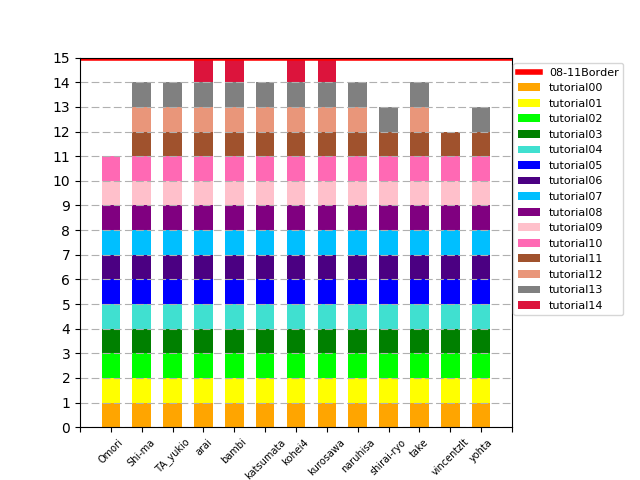 15
14
13
12
11
10
9
8
7
6
5
4
3
2
1
0
Omori
Shi-ma
TA_yukio
arai
bambi
katsumata
kohei4
kurosawa
naruhisa
shirai-ryo
take
vincentzlt
yohta
08-11Border
tutorial00
tutorial01
tutorial02
tutorial03
tutorial04
tutorial05
tutorial06
tutorial07
tutorial08
tutorial09
tutorial10
tutorial11
tutorial12
tutorial13
tutorial14